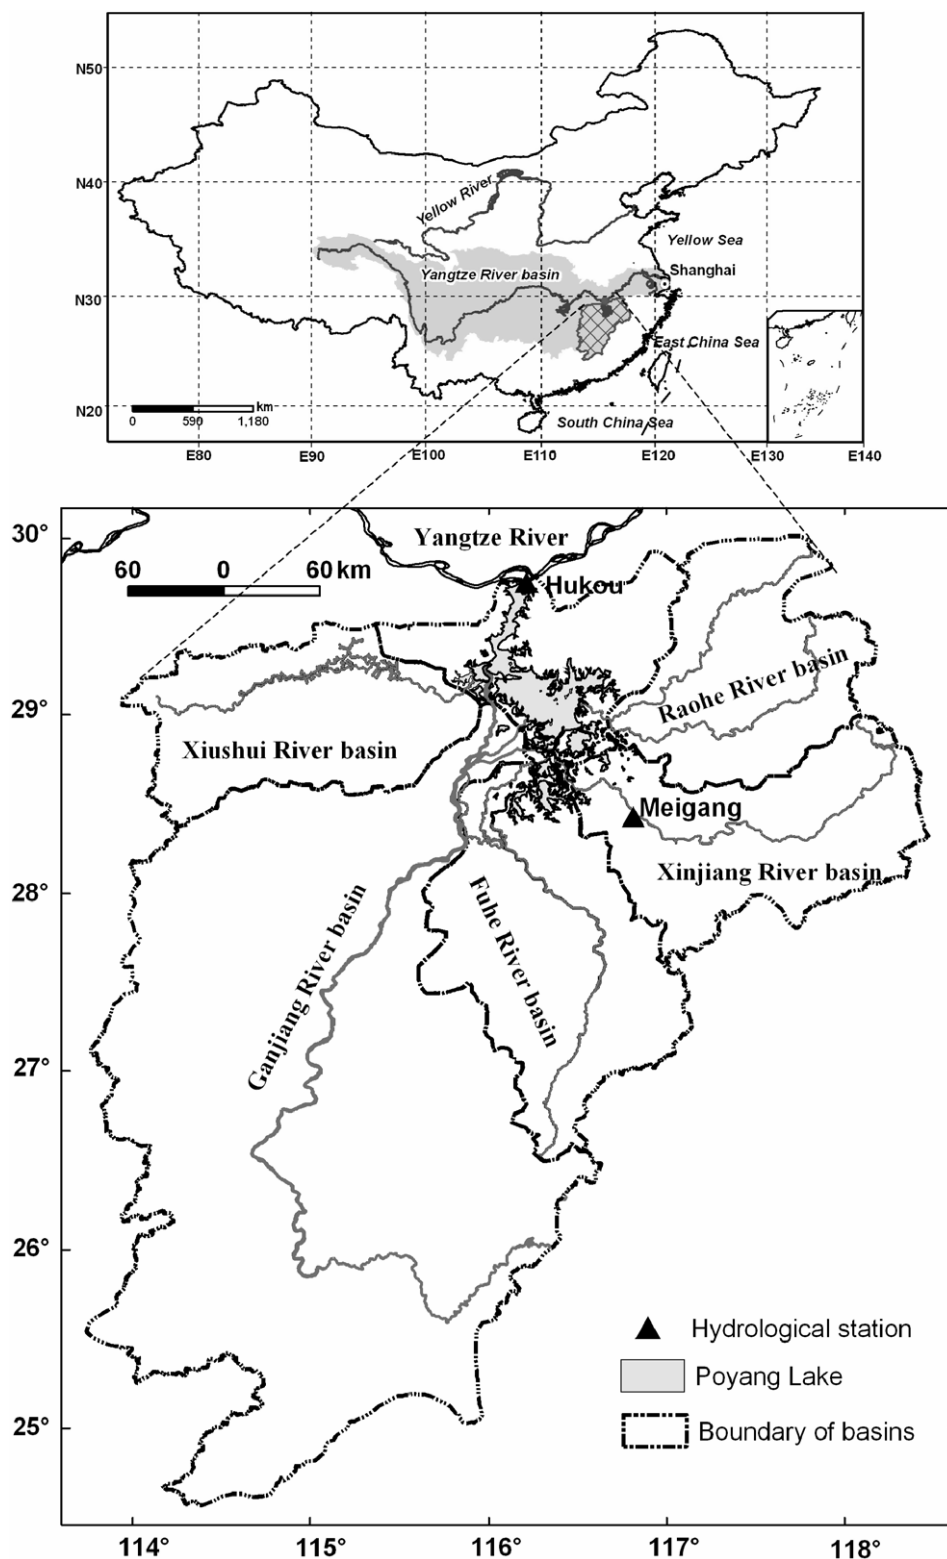 N50
N40
Yellow River
Yellow Sea
Yangtze River basin
Shanghai
N30
East China Sea
km
0 590 1,180
N20
South China Sea
E80 E90 E100 E110 E120 E130 E140
30°
Yangtze River
60 0 60 km
Hukou
Raohe River basin
29°
Xiushui River basin
Meigang
Xinjiang River basin
28°
Fuhe River basin
Ganjiang River basin
27°
26°
Hydrological station
Poyang Lake
25°
Boundary of basins
114° 115° 116° 117° 118°